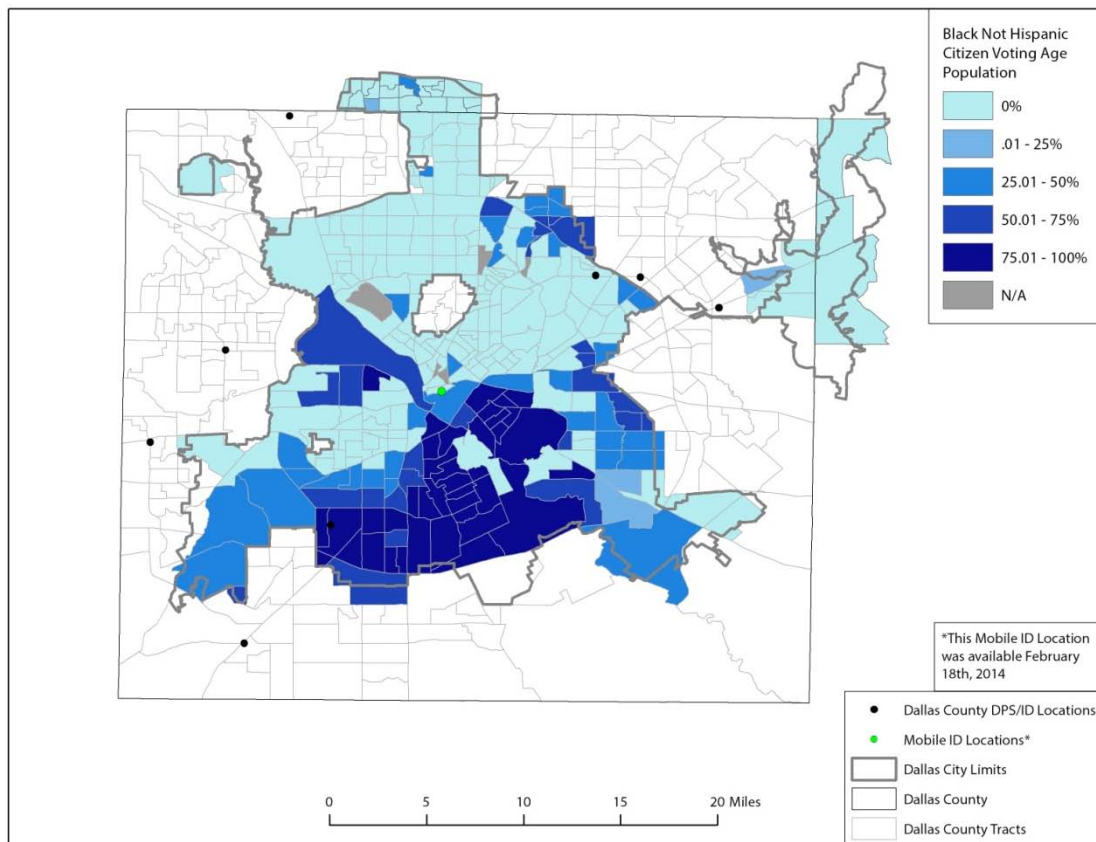 Black Not Hispanic
Citizen Voting Age
Population
0%
.01 - 25%
25.01 - 50%
50.01 - 75%
75.01 - 100%
N/A
*This Mobile ID Location
was available February
18th, 2014
Dallas County DPS/ID Locations
Mobile ID Locations*
Dallas City Limits
Dallas County
Dallas County Tracts
0 5 10 15 20 Miles